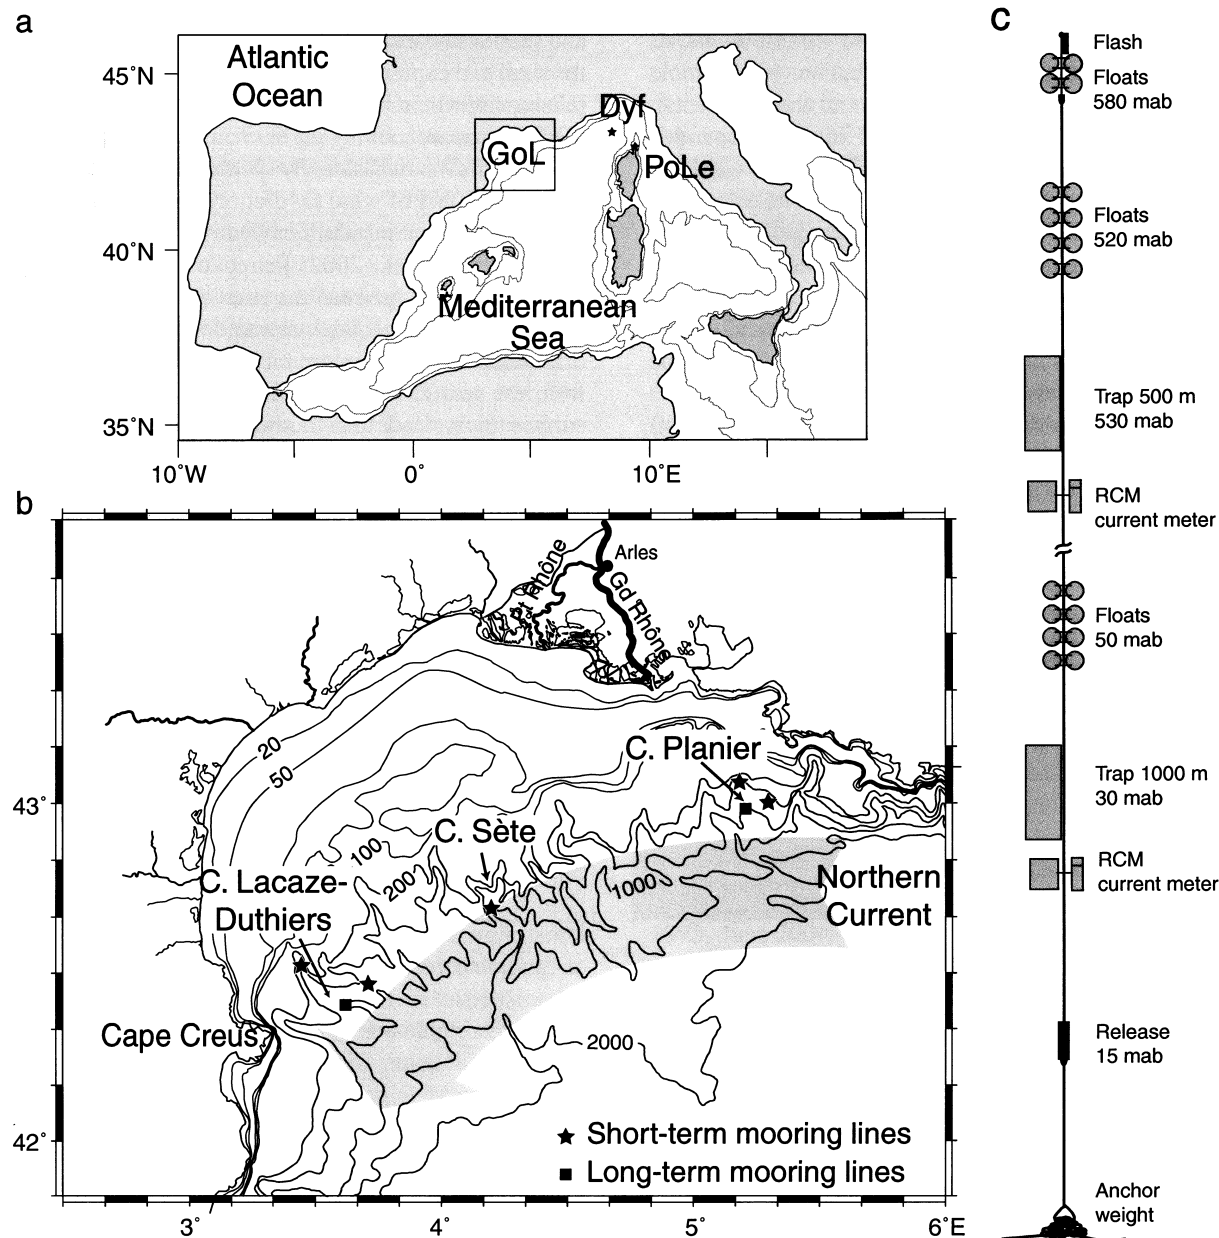 a
Atlantic
Ocean
45°N
40°N
35°N
GoL
Dyf
PoLe
Mediterranean
Sea
10°W
0°
10°E
b
Pt Rhône
Arles
Gd Rhône
20
50
100
200
1000
2000
C. Planier
C. Sète
C. Lacaze-
Duthiers
Northern
Current
Cape Creus
43°
42°
Short-term mooring lines
Long-term mooring lines
3°
4°
5°
6°E
c
Flash
Floats
580 mab
Floats
520 mab
Trap 500 m
530 mab
RCM
current meter
Floats
50 mab
Trap 1000 m
30 mab
RCM
current meter
Release
15 mab
Anchor
weight